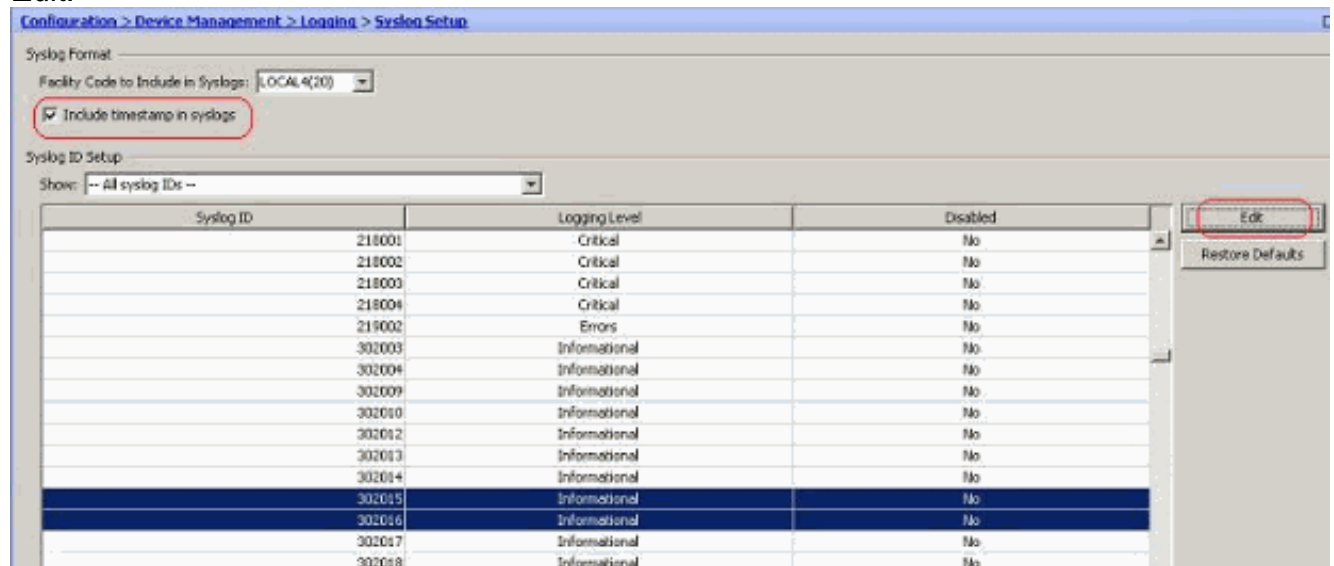 Edit.
Configuration > Device Management > Logging > Syslog Setup
Syslog Format
Facility Code to Include in Syslogs: LOCAL4(20)
Include timestamp in syslogs
Syslog ID Setup
Show: -- All syslog IDs --
Syslog ID Logging Level Disabled
Edit
Restore Defaults
218001 Critical No
218002 Critical No
218003 Critical No
218004 Critical No
219002 Errors No
302003 Informational No
302004 Informational No
302009 Informational No
302010 Informational No
302012 Informational No
302013 Informational No
302014 Informational No
302015 Informational No
302016 Informational No
302017 Informational No
302018 Informational No